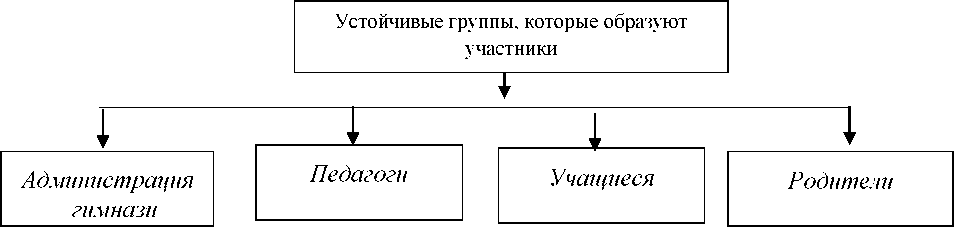 Устойчивые группы, которые образуют
участники
Администрация
гимнази
Педагоги
Учащиеся
Родители